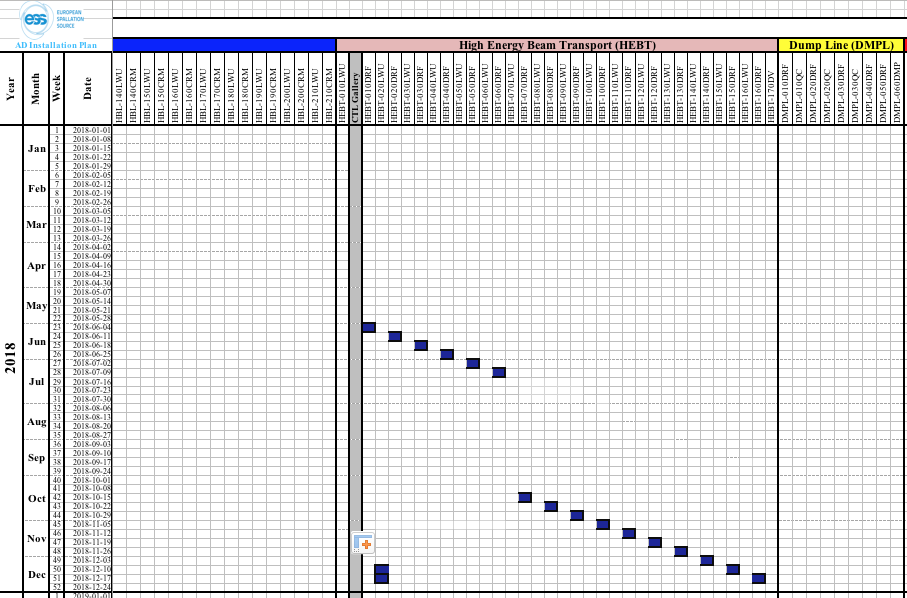 ess
EUROPEAN
SPALLATION
SOURCE
AD Installation Plan
High Energy Beam Transport (HEBT)
Dump Line (DMPL)
Year
Month
Week
Date
HBL-140LWU
HBL-140CRM
HBL-150LWU
HBL-150CRM
HBL-160LWU
HBL-160CRM
HBL-170LWU
HBL-170CRM
HBL-180LWU
HBL-180CRM
HBL-190LWU
HBL-190CRM
HBL-200LWU
HBL-200CRM
HBL-210LWU
HBL-210CRM
HEBT-010LWU
CTL Gallery
HEBT-010DRF
HEBT-020LWU
HEBT-020DRF
HEBT-030LWU
HEBT-030DRF
HEBT-040LWU
HEBT-040DRF
HEBT-050LWU
HEBT-050DRF
HEBT-060LWU
HEBT-060DRF
HEBT-070LWU
HEBT-070DRF
HEBT-080LWU
HEBT-080DRF
HEBT-090LWU
HEBT-090DRF
HEBT-100LWU
HEBT-100DRF
HEBT-110LWU
HEBT-110DRF
HEBT-120LWU
HEBT-120DRF
HEBT-130LWU
HEBT-130DRF
HEBT-140LWU
HEBT-140DRF
HEBT-150LWU
HEBT-150DRF
HEBT-160LWU
HEBT-160DRF
HEBT-170DV
DMPL-010DRF
DMPL-010QC
DMPL-020DRF
DMPL-020QC
DMPL-030DRF
DMPL-030QC
DMPL-040DRF
DMPL-050DRF
DMPL-060DMP
2018
1 2018-01-01
2 2018-01-08
Jan 3 2018-01-15
4 2018-01-22
5 2018-01-29
6 2018-02-05
Feb 7 2018-02-12
8 2018-02-19
9 2018-02-26
10 2018-03-05
Mar 11 2018-03-12
12 2018-03-19
13 2018-03-26
14 2018-04-02
15 2018-04-09
Apr 16 2018-04-16
17 2018-04-23
18 2018-04-30
19 2018-05-07
May 20 2018-05-14
21 2018-05-21
22 2018-05-28
23 2018-06-04
Jun 24 2018-06-11
25 2018-06-18
26 2018-06-25
27 2018-07-02
28 2018-07-09
Jul 29 2018-07-16
30 2018-07-23
31 2018-07-30
32 2018-08-06
Aug 33 2018-08-13
34 2018-08-20
35 2018-08-27
36 2018-09-03
Sep 37 2018-09-10
38 2018-09-17
39 2018-09-24
40 2018-10-01
41 2018-10-08
Oct 42 2018-10-15
43 2018-10-22
44 2018-10-29
45 2018-11-05
Nov 46 2018-11-12
47 2018-11-19
48 2018-11-26
49 2018-12-03
Dec 50 2018-12-10
51 2018-12-17
52 2018-12-24
1 2019-01-01